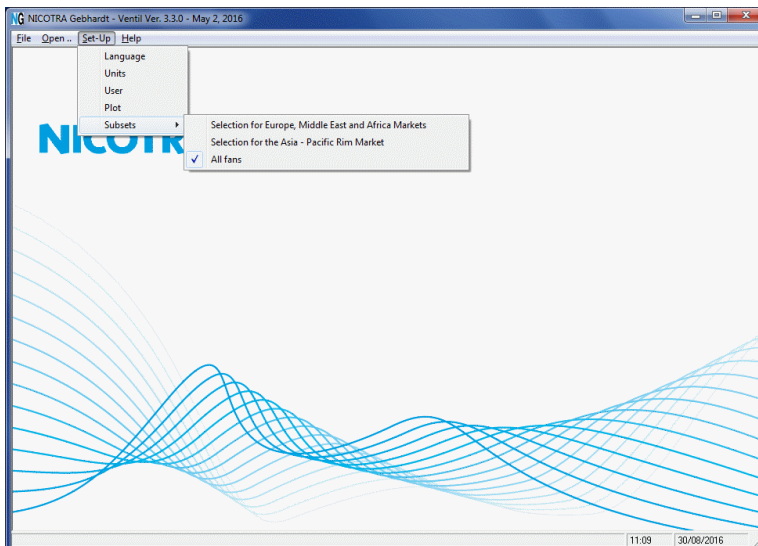 NG NICOTRA Gebhardt - Ventil Ver. 3.3.0 - May 2, 2016
File Open .. Set-Up Help
Language
Units
User
Plot
Subsets
Selection for Europe, Middle East and Africa Markets
Selection for the Asia - Pacific Rim Market
All fans
NICOTR
11:09 30/08/2016